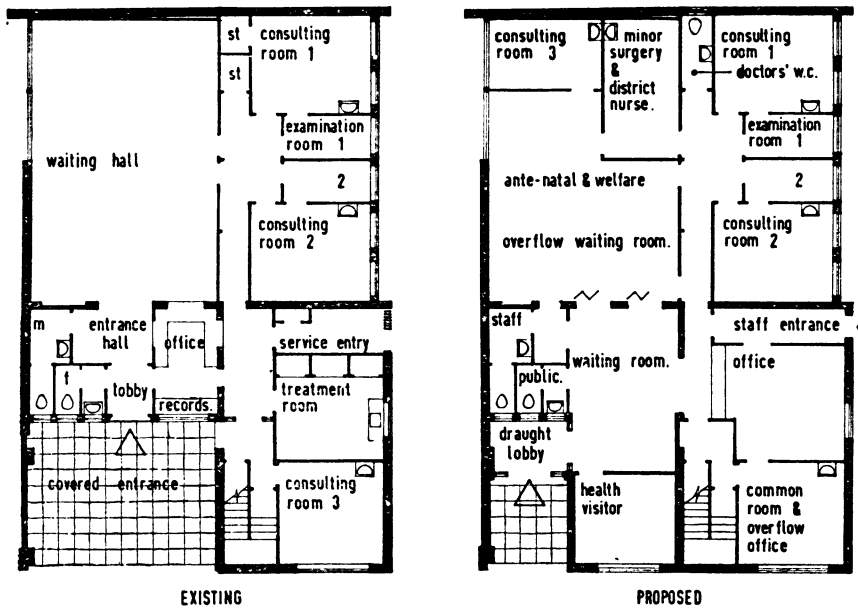 st
consulting
room 1
st
examination
room 1
waiting hall
2
consulting
room 2
m
entrance
hall
office
service entry
f
lobby
records.
treatment
room
covered entrance
consulting
room 3
EXISTING
consulting
room 3
minor
surgery
&
district
nurse.
consulting
room 1
doctors' w.c.
examination
room 1
ante-natal & welfare
2
overflow waiting room.
consulting
room 2
staff
waiting room.
staff entrance
office
public.
draught
lobby
health
visitor
common
room &
overflow
office
PROPOSED